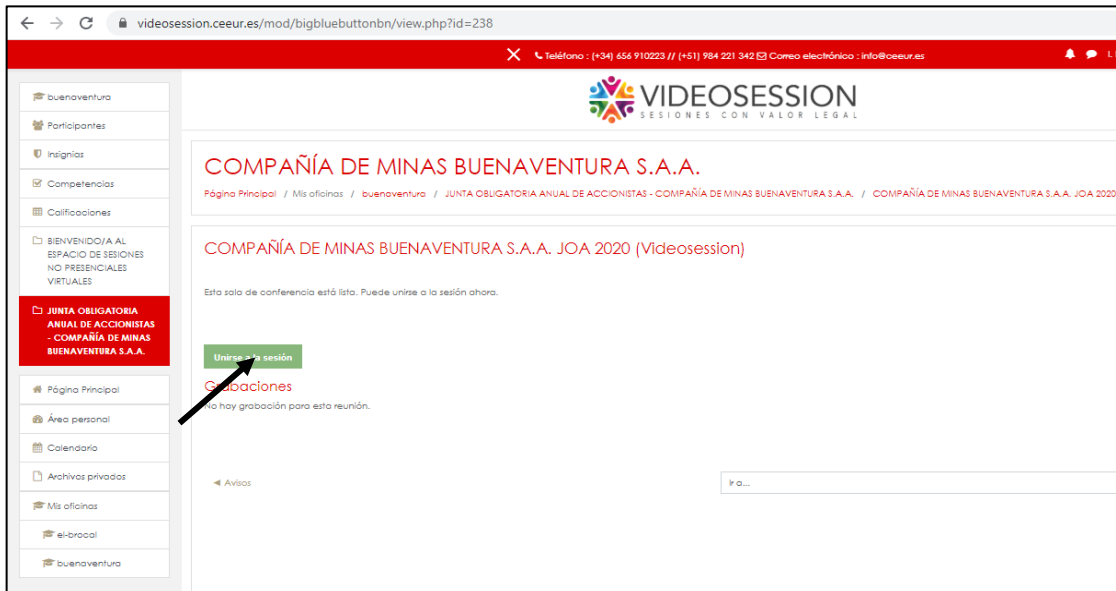 videosession.ceeur.es/mod/bigbluebuttonbn/view.php?id=238
Teléfono : (+34) 656 910223 // (+51) 984 221 342 Correo electrónico : info@ceeur.es
VIDEOSESSION
SESIONES CON VALOR LEGAL
buenaventura
Participantes
Insignias
Competencias
Calificaciones
BIENVENIDO/A AL
ESPACIO DE SESIONES
NO PRESENCIALES
VIRTUALES
JUNTA OBLIGATORIA
ANUAL DE ACCIONISTAS
- COMPAÑÍA DE MINAS
BUENAVENTURA S.A.A.
Página Principal
Área personal
Calendario
Archivos privados
Mis oficinas
el-brocal
buenaventura
COMPAÑÍA DE MINAS BUENAVENTURA S.A.A.
Página Principal / Mis oficinas / buenaventura / JUNTA OBLIGATORIA ANUAL DE ACCIONISTAS - COMPAÑÍA DE MINAS BUENAVENTURA S.A.A. / COMPAÑÍA DE MINAS BUENAVENTURA S.A.A. JOA 2020
COMPAÑÍA DE MINAS BUENAVENTURA S.A.A. JOA 2020 (Videosession)
Esta sala de conferencia está lista. Puede unirse a la sesión ahora.
Unirse a la sesión
Grabaciones
No hay grabación para esta reunión.
◄ Avisos
Ir a...